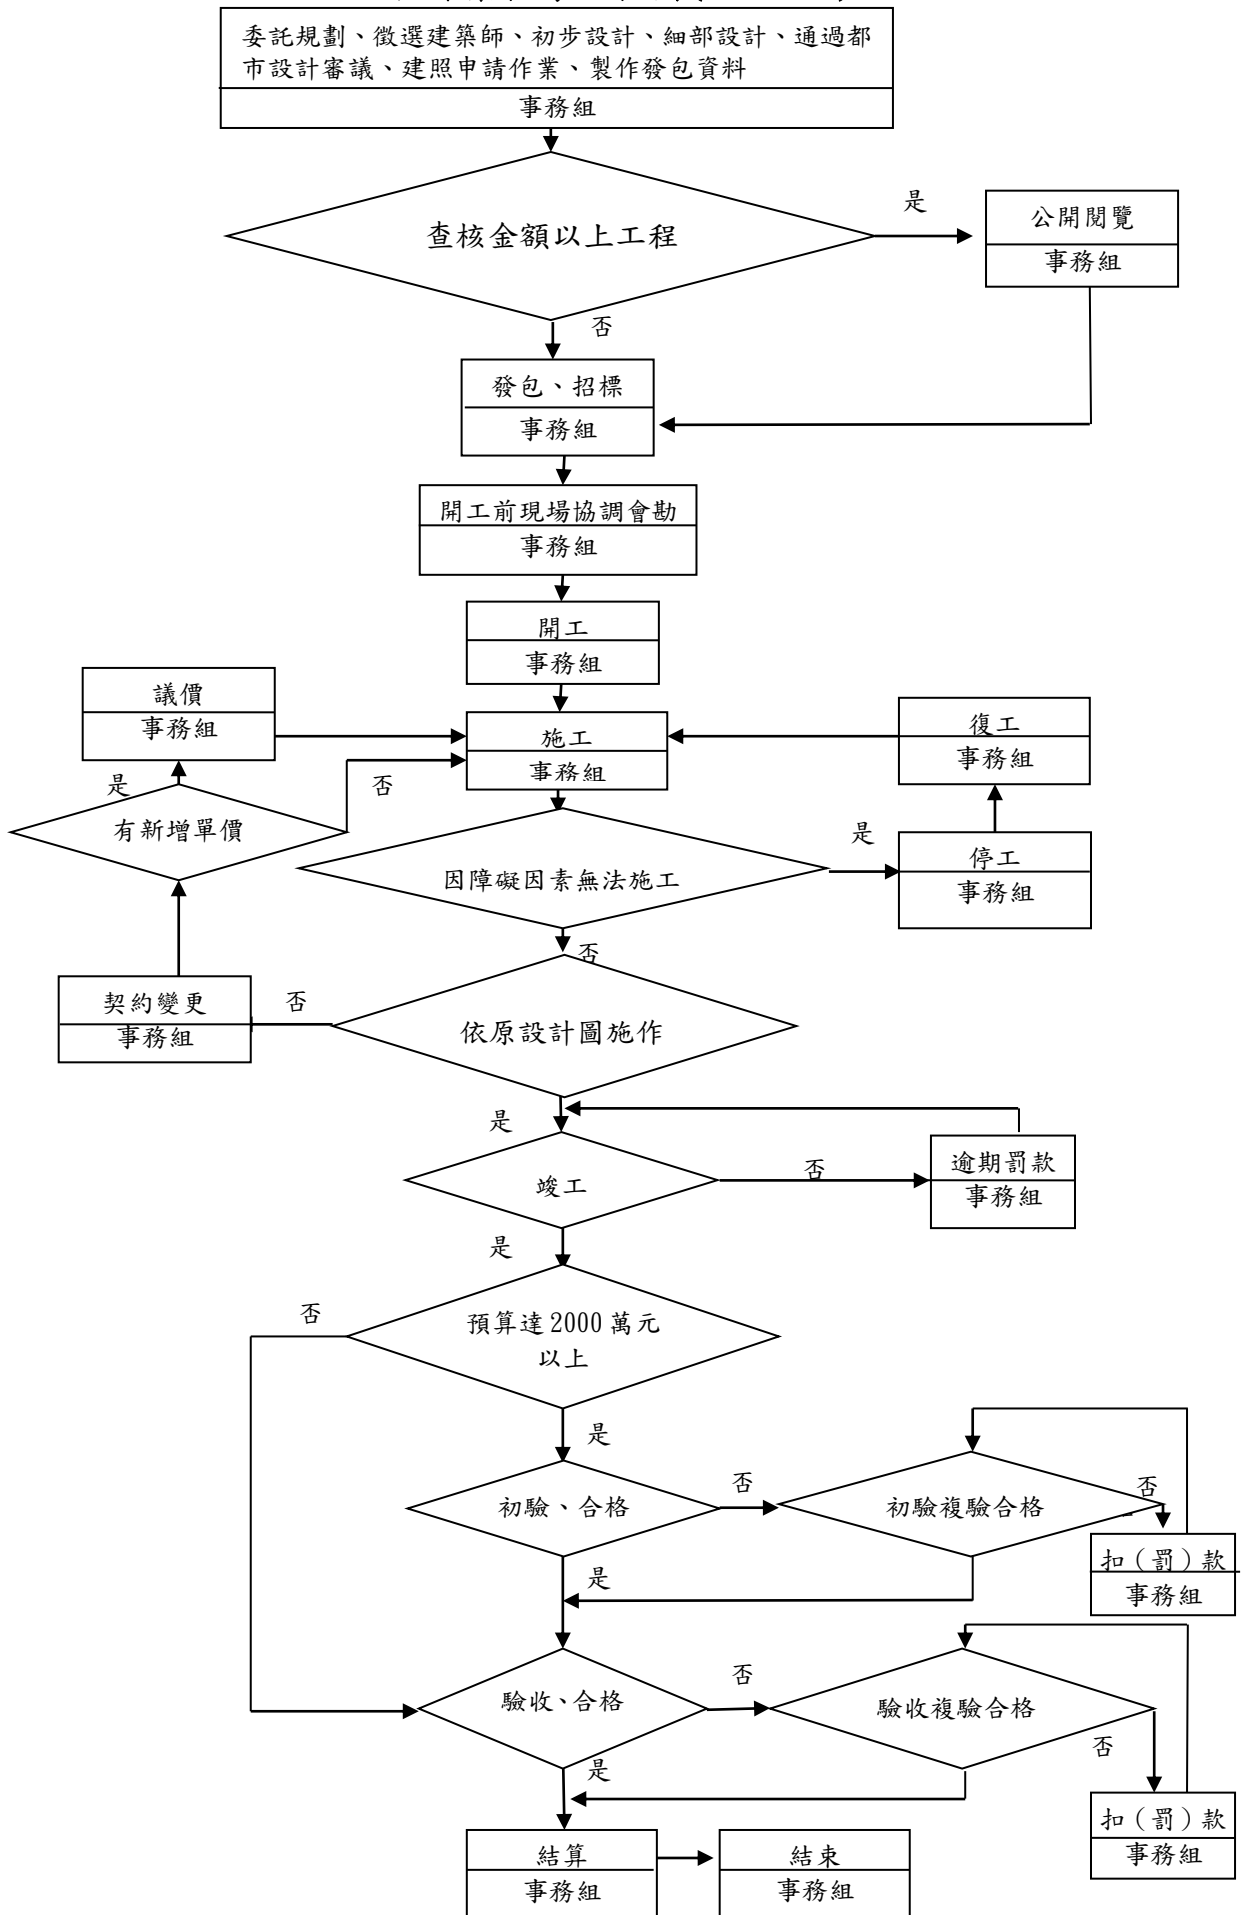 委託規劃、徵選建築師、初步設計、細部設計、通過都
市設計審議、建照申請作業、製作發包資料
事務組
查核金額以上工程
是
公開閱覽
事務組
否
發包、招標
事務組
開工前現場協調會勘
事務組
開工
事務組
議價
事務組
施工
事務組
復工
事務組
是
否
有新增單價
因障礙因素無法施工
是
停工
事務組
否
契約變更
事務組
否
依原設計圖施作
是
竣工
否
逾期罰款
事務組
是
否
預算達2000萬元
以上
是
初驗、合格
否
初驗複驗合格
否
扣(罰)款
事務組
是
驗收、合格
否
驗收複驗合格
否
扣(罰)款
事務組
是
結算
事務組
結束
事務組